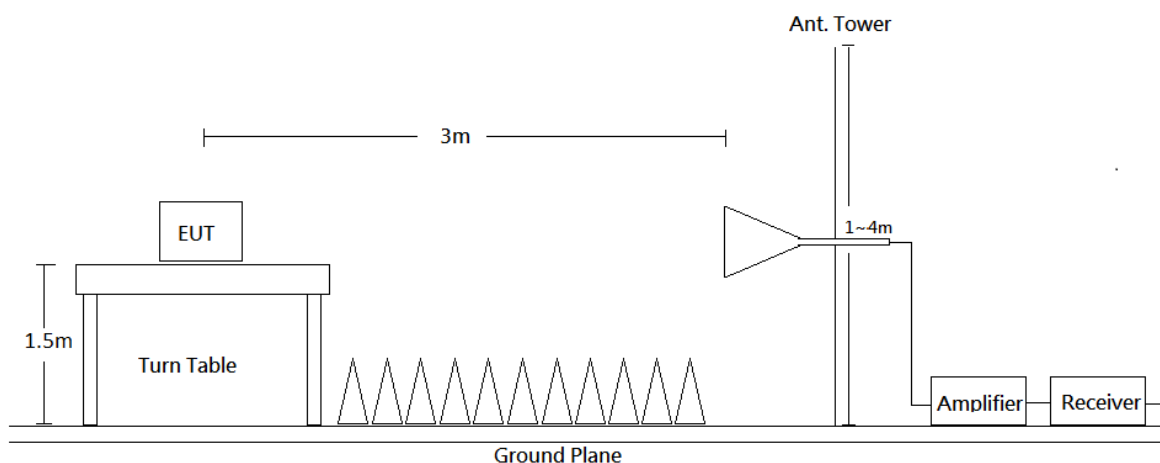 Ant. Tower
3m
EUT
1~4m
1.5m
Turn Table
Amplifier
Receiver
Ground Plane